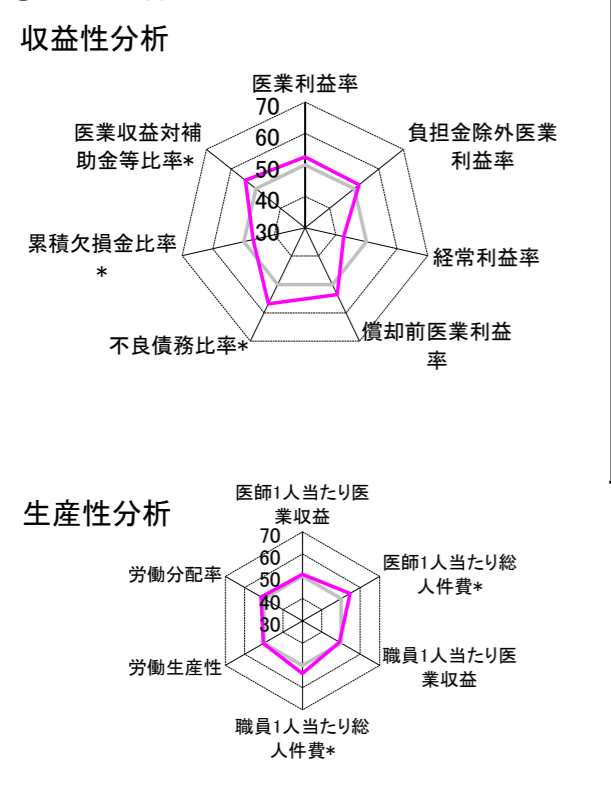 収益性分析
医業利益率
70
60
50
40
30
負担金除外医業
利益率
経常利益率
償却前医業利益
率
不良債務比率*
累積欠損金比率
*
医業収益対補
助金等比率*
生産性分析
医師1人当たり医
業収益
70
60
50
40
30
医師1人当たり総
人件費*
職員1人当たり医
業収益
職員1人当たり総
人件費*
労働生産性
労働分配率